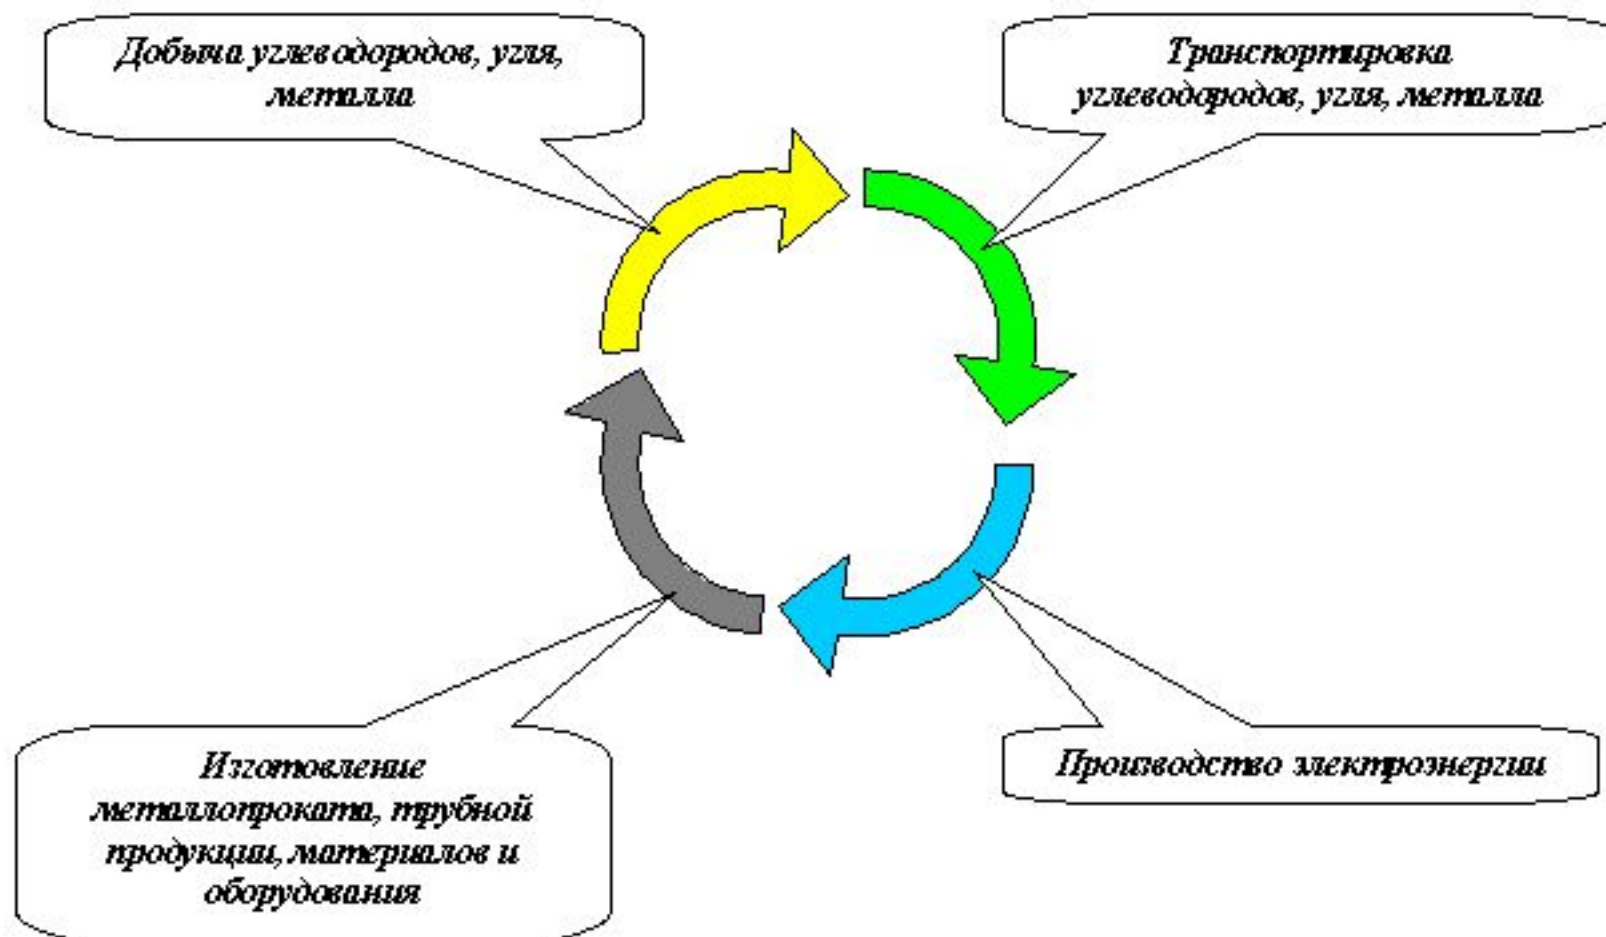 Добыча углеводородов, угля,
металла
Транспортировка
углеводородов, угля, металла
Изготовление
металлопроката, трубной
продукции, материалов и
оборудования
Производство электроэнергии